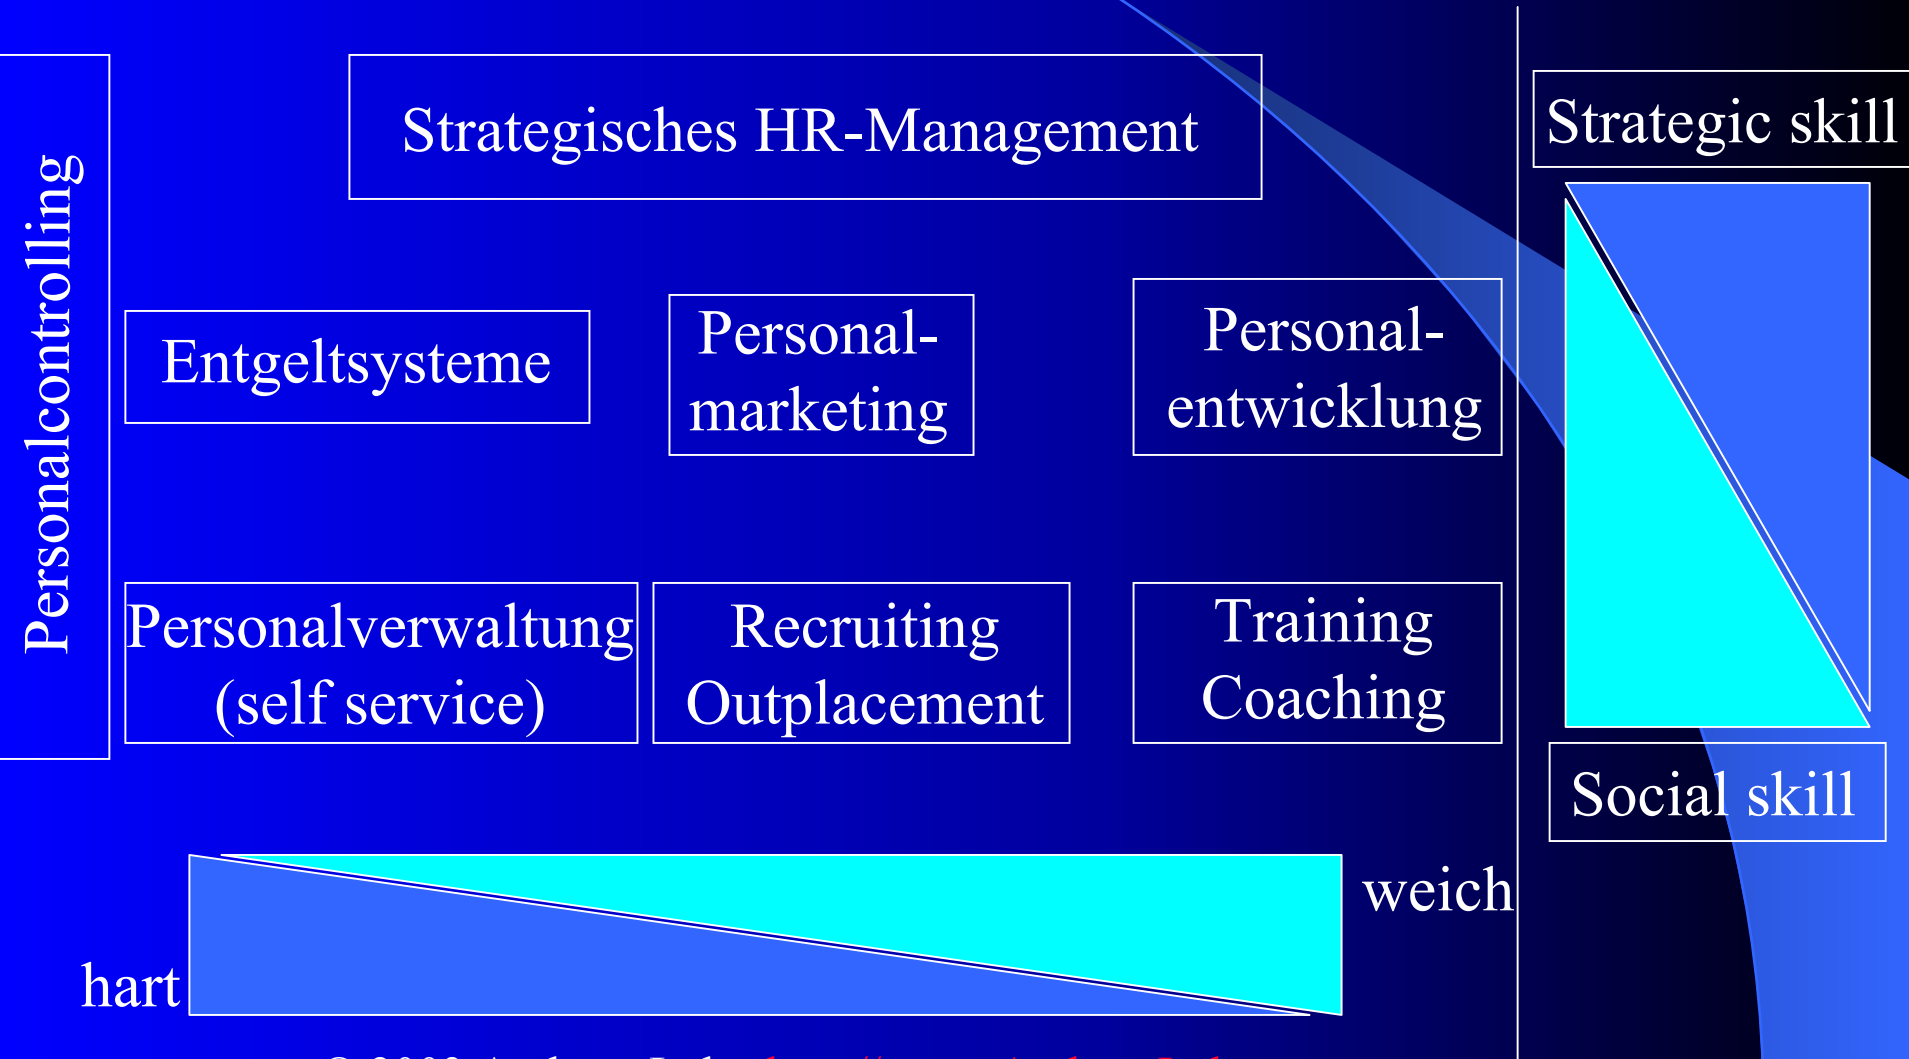 Strategisches HR-Management
Strategic skill
Personalcontrolling
Entgeltsysteme
Personal-
marketing
Personal-
entwicklung
Personalverwaltung
(self service)
Recruiting
Outplacement
Training
Coaching
Social skill
weich
hart